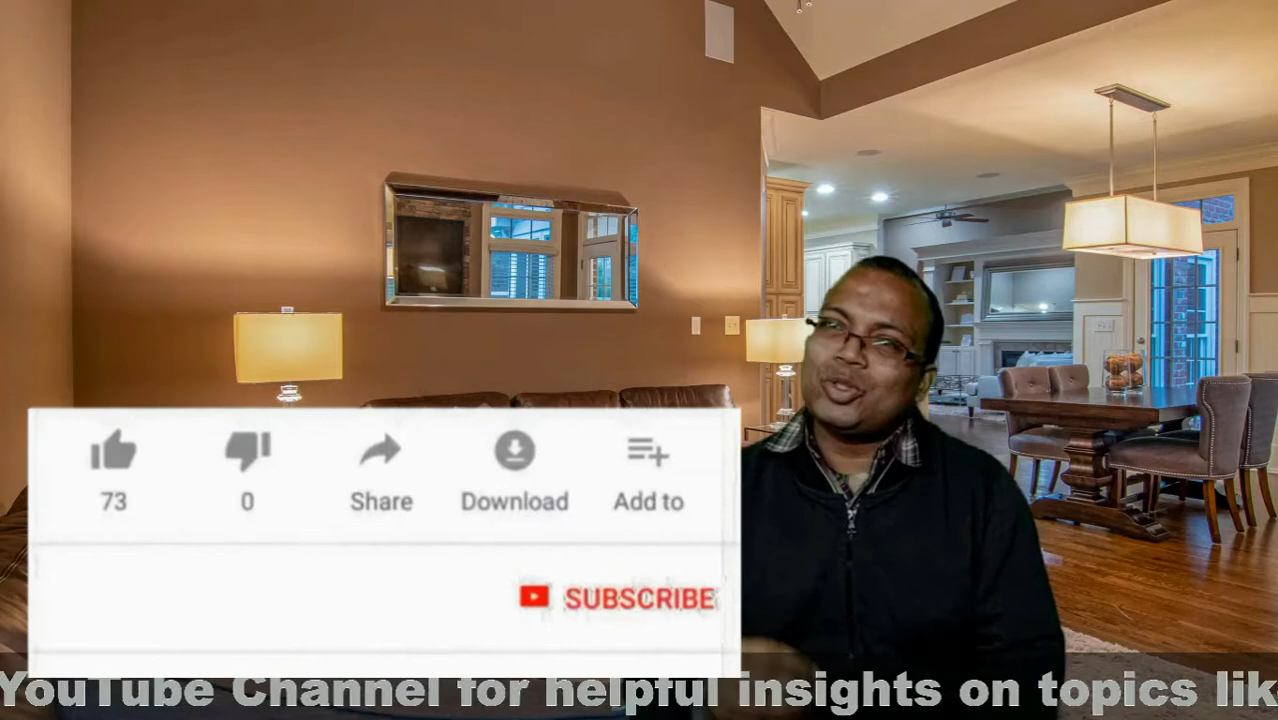 73
0
Share
Download
Add to
SUBSCRIBE
YouTube Channel for helpful insights on topics lik